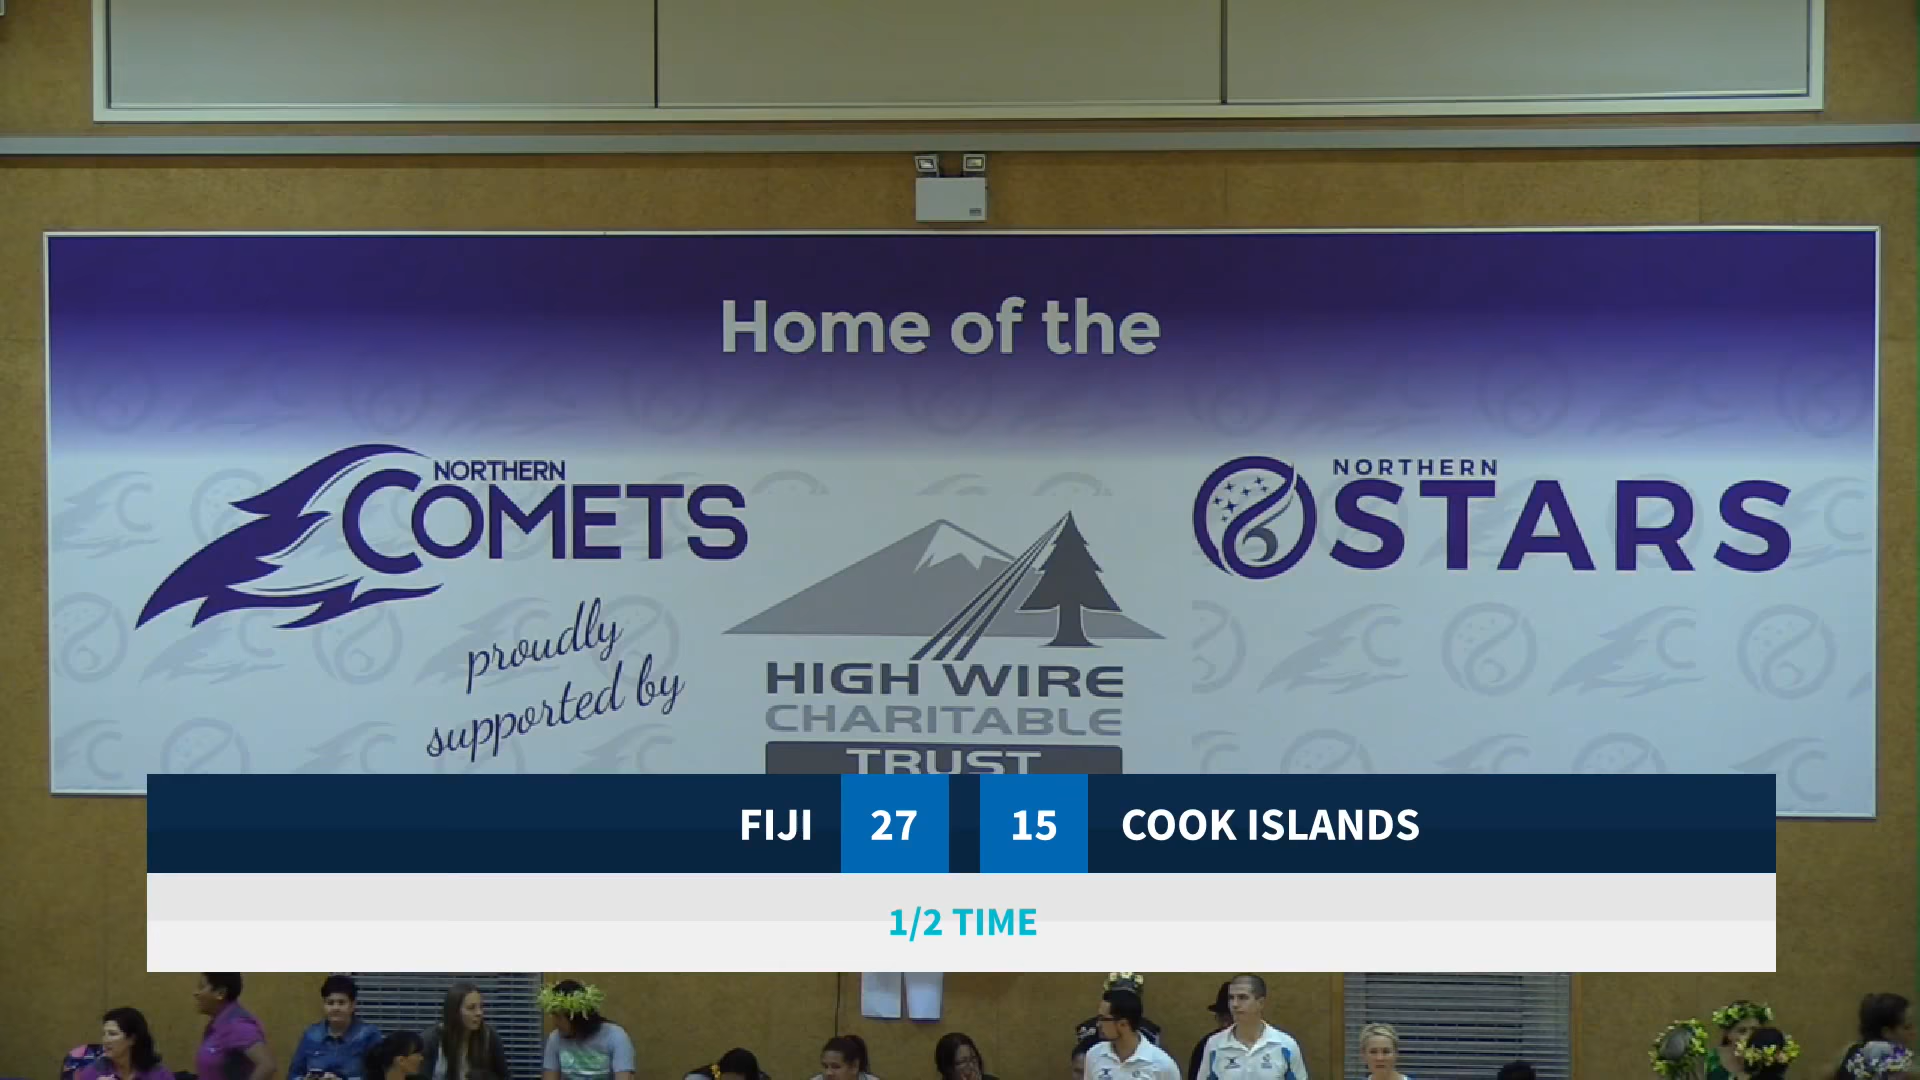 Home of the
NORTHERN
COMETS
NORTHERN
STARS
proudly
supported by
HIGH WIRE
CHARITABLE
TRUST
FIJI 27 15 COOK ISLANDS
1/2 TIME